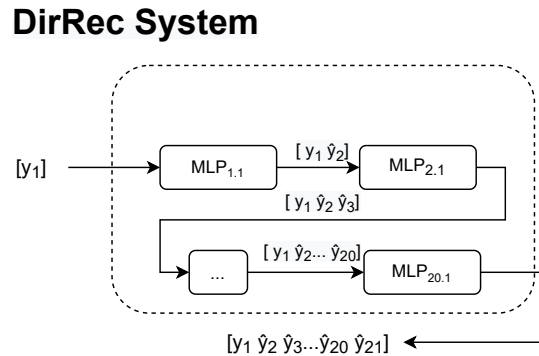 DirRec System
[y₁]
MLP₁.₁
[ y₁ ŷ₂]
MLP₂.₁
[ y₁ ŷ₂ ŷ₃]
...
[ y₁ ŷ₂... ŷ₂₀]
MLP₂₀.₁
[y₁ ŷ₂ ŷ₃...ŷ₂₀ ŷ₂₁]